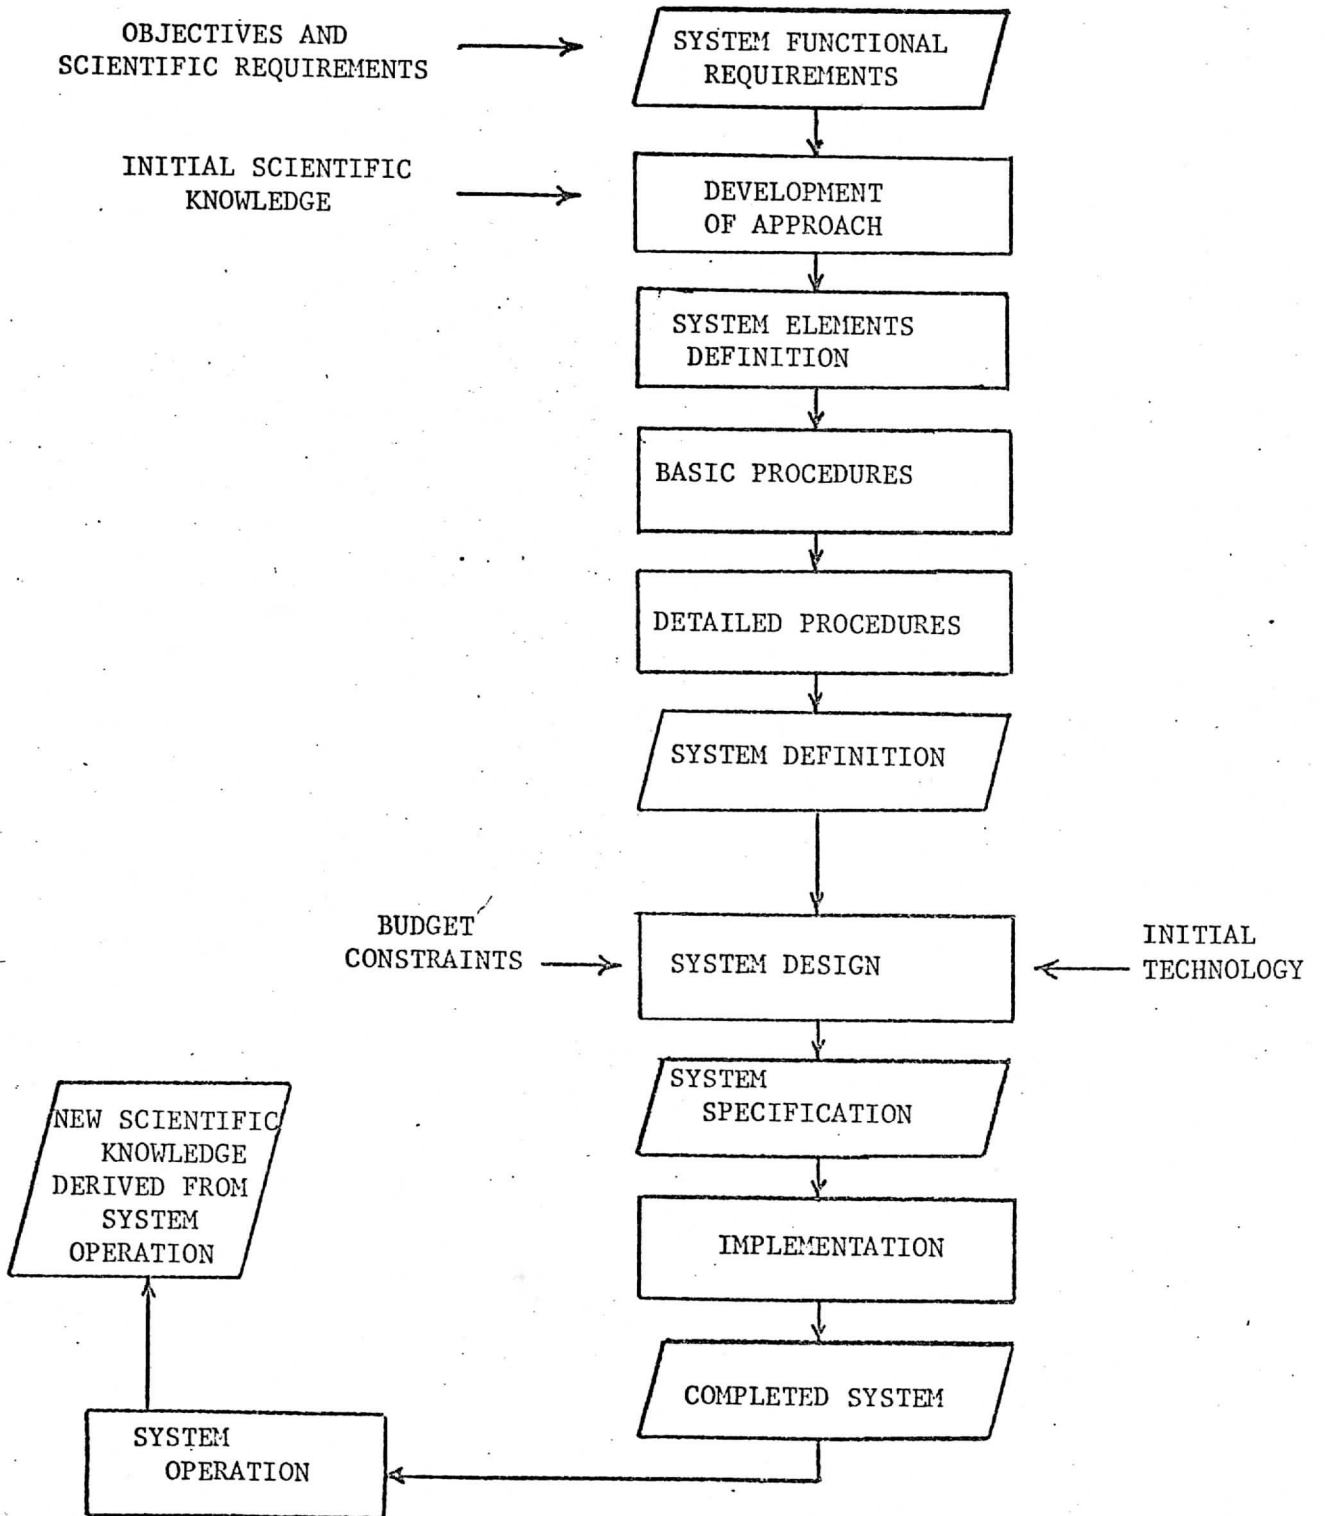 OBJECTIVES AND
SCIENTIFIC REQUIREMENTS
SYSTEM FUNCTIONAL
REQUIREMENTS
INITIAL SCIENTIFIC
KNOWLEDGE
DEVELOPMENT
OF APPROACH
SYSTEM ELEMENTS
DEFINITION
BASIC PROCEDURES
DETAILED PROCEDURES
SYSTEM DEFINITION
BUDGET
CONSTRAINTS
SYSTEM DESIGN
INITIAL
TECHNOLOGY
SYSTEM
SPECIFICATION
NEW SCIENTIFIC
KNOWLEDGE
DERIVED FROM
SYSTEM
OPERATION
IMPLEMENTATION
COMPLETED SYSTEM
SYSTEM
OPERATION